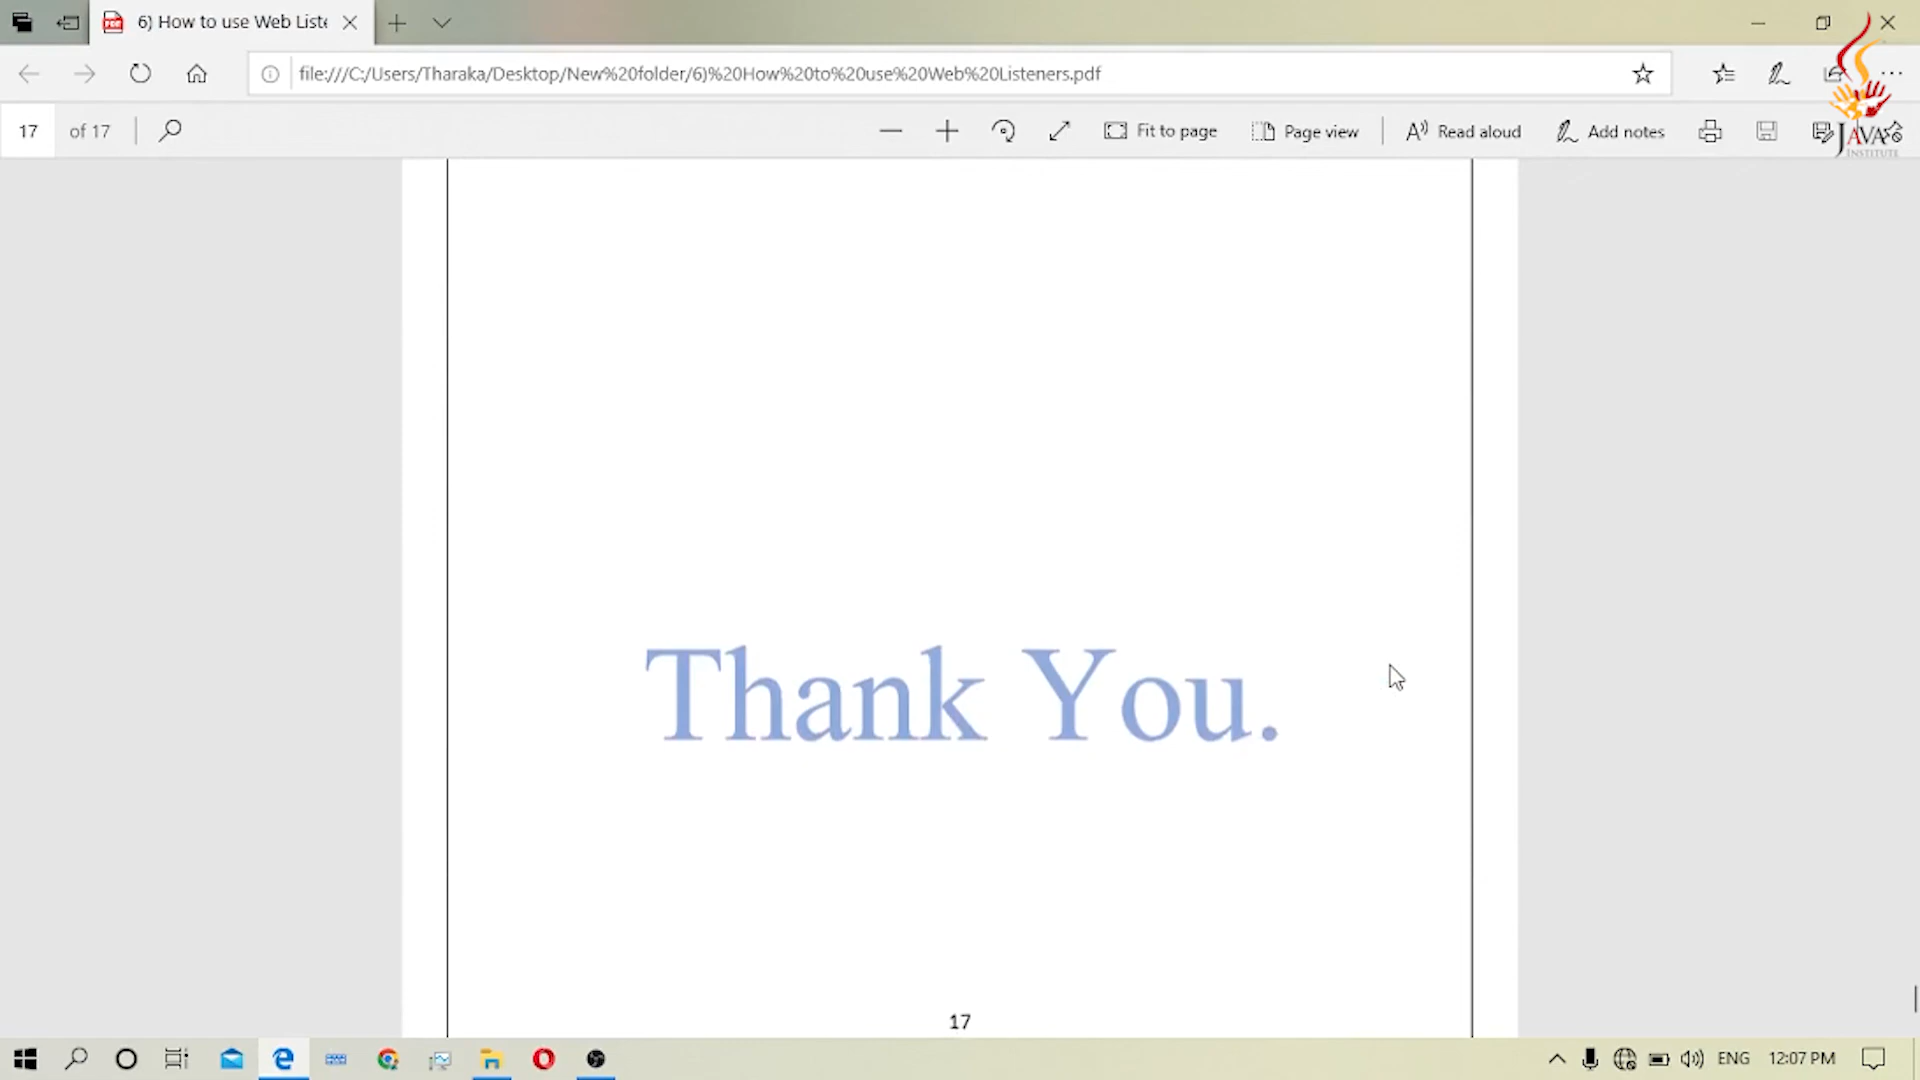 6) How to use Web Liste
file:///C:/Users/Tharaka/Desktop/New%20folder/6)%20How%20to%20use%20Web%20Listeners.pdf
17 of 17
Fit to page
Page view
Read aloud
Add notes
JAVA
INSTITUTE
Thank You.
17
ENG
12:07 PM